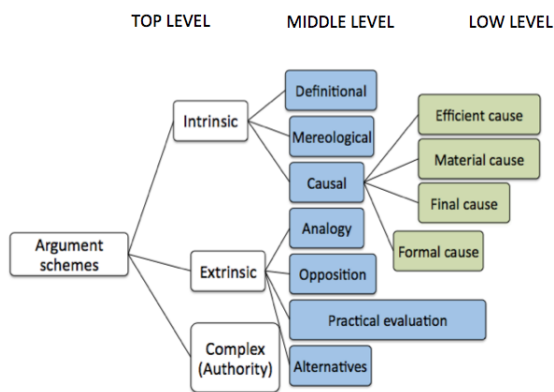 TOP LEVEL MIDDLE LEVEL LOW LEVEL
Definitional
Intrinsic
Efficient cause
Mereological
Material cause
Causal
Final cause
Analogy
Argument
schemes
Formal cause
Extrinsic
Opposition
Practical evaluation
Complex
(Authority)
Alternatives